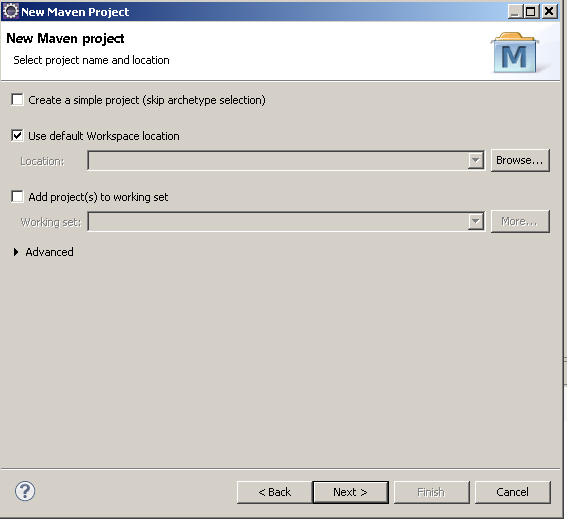 New Maven Project
New Maven project
Select project name and location
M
Create a simple project (skip archetype selection)
Use default Workspace location
Location:
Browse...
Add project(s) to working set
Working set:
More...
Advanced
?
< Back
Next >
Finish
Cancel